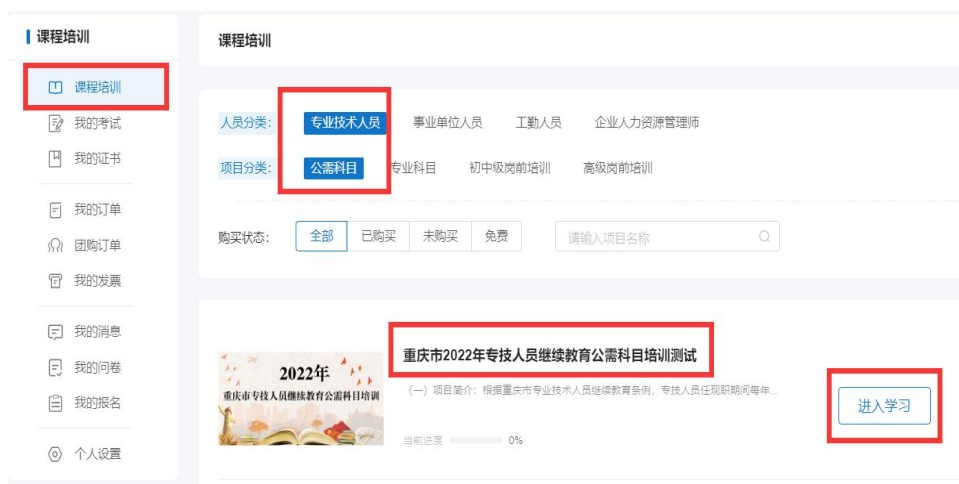 课程培训
课程培训
我的考试
我的证书
我的订单
团购订单
我的发票
我的消息
我的问卷
我的报名
个人设置
课程培训
人员分类: 专业技术人员 事业单位人员 工勤人员 企业人力资源管理师
项目分类: 公需科目 专业科目 初中级岗前培训 高级岗前培训
购买状态: 全部 已购买 未购买 免费 请输入项目名称
2022年
重庆市专技人员继续教育公需科目培训
重庆市2022年专技人员继续教育公需科目培训测试
（一）项目简介：根据重庆市专业技术人员继续教育条例，专技人员任现职期间每年...
当前进度 0%
进入学习